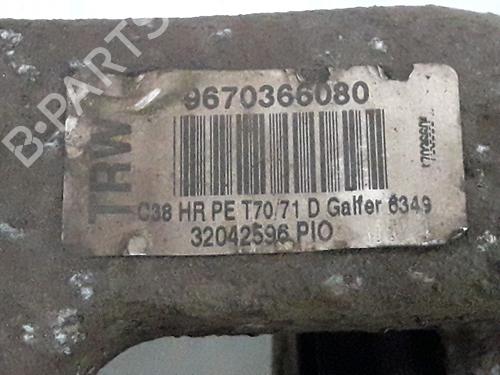 B-PARTS
TRW
9670366080
C38 HR PE T70/71 D Galfer 6349
32042596 PIO